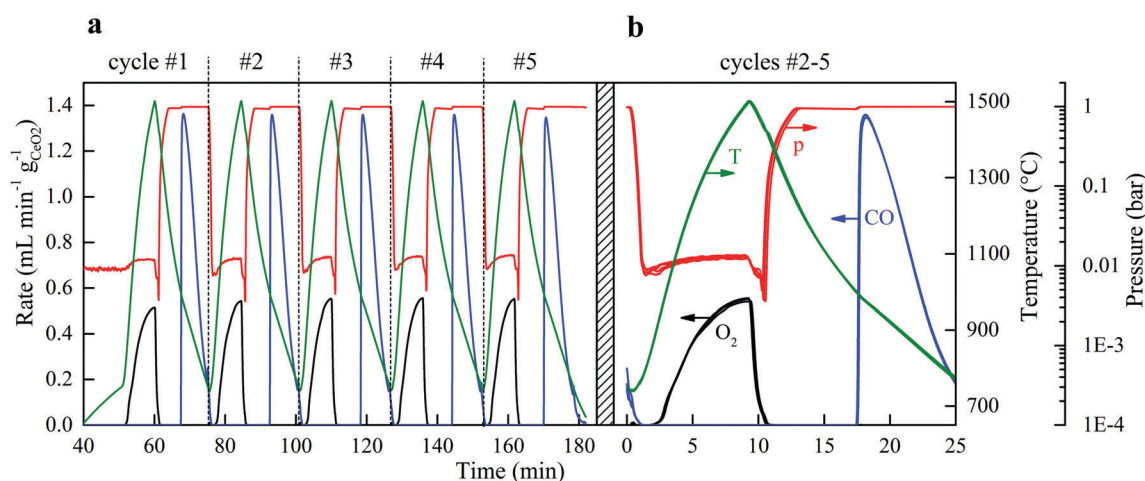 a
b
cycle #1 #2 #3 #4 #5
cycles #2-5
Rate (mL min⁻¹ g⁻¹CeO2)
1.4
1.2
1.0
0.8
0.6
0.4
0.2
0.0
40 60 80 100 120 140 160 182
Time (min)
T
p
CO
O₂
0 5 10 15 20 25
1500
1300
1100
900
700
Temperature (°C)
1
0.1
0.01
1E-3
1E-4
Pressure (bar)